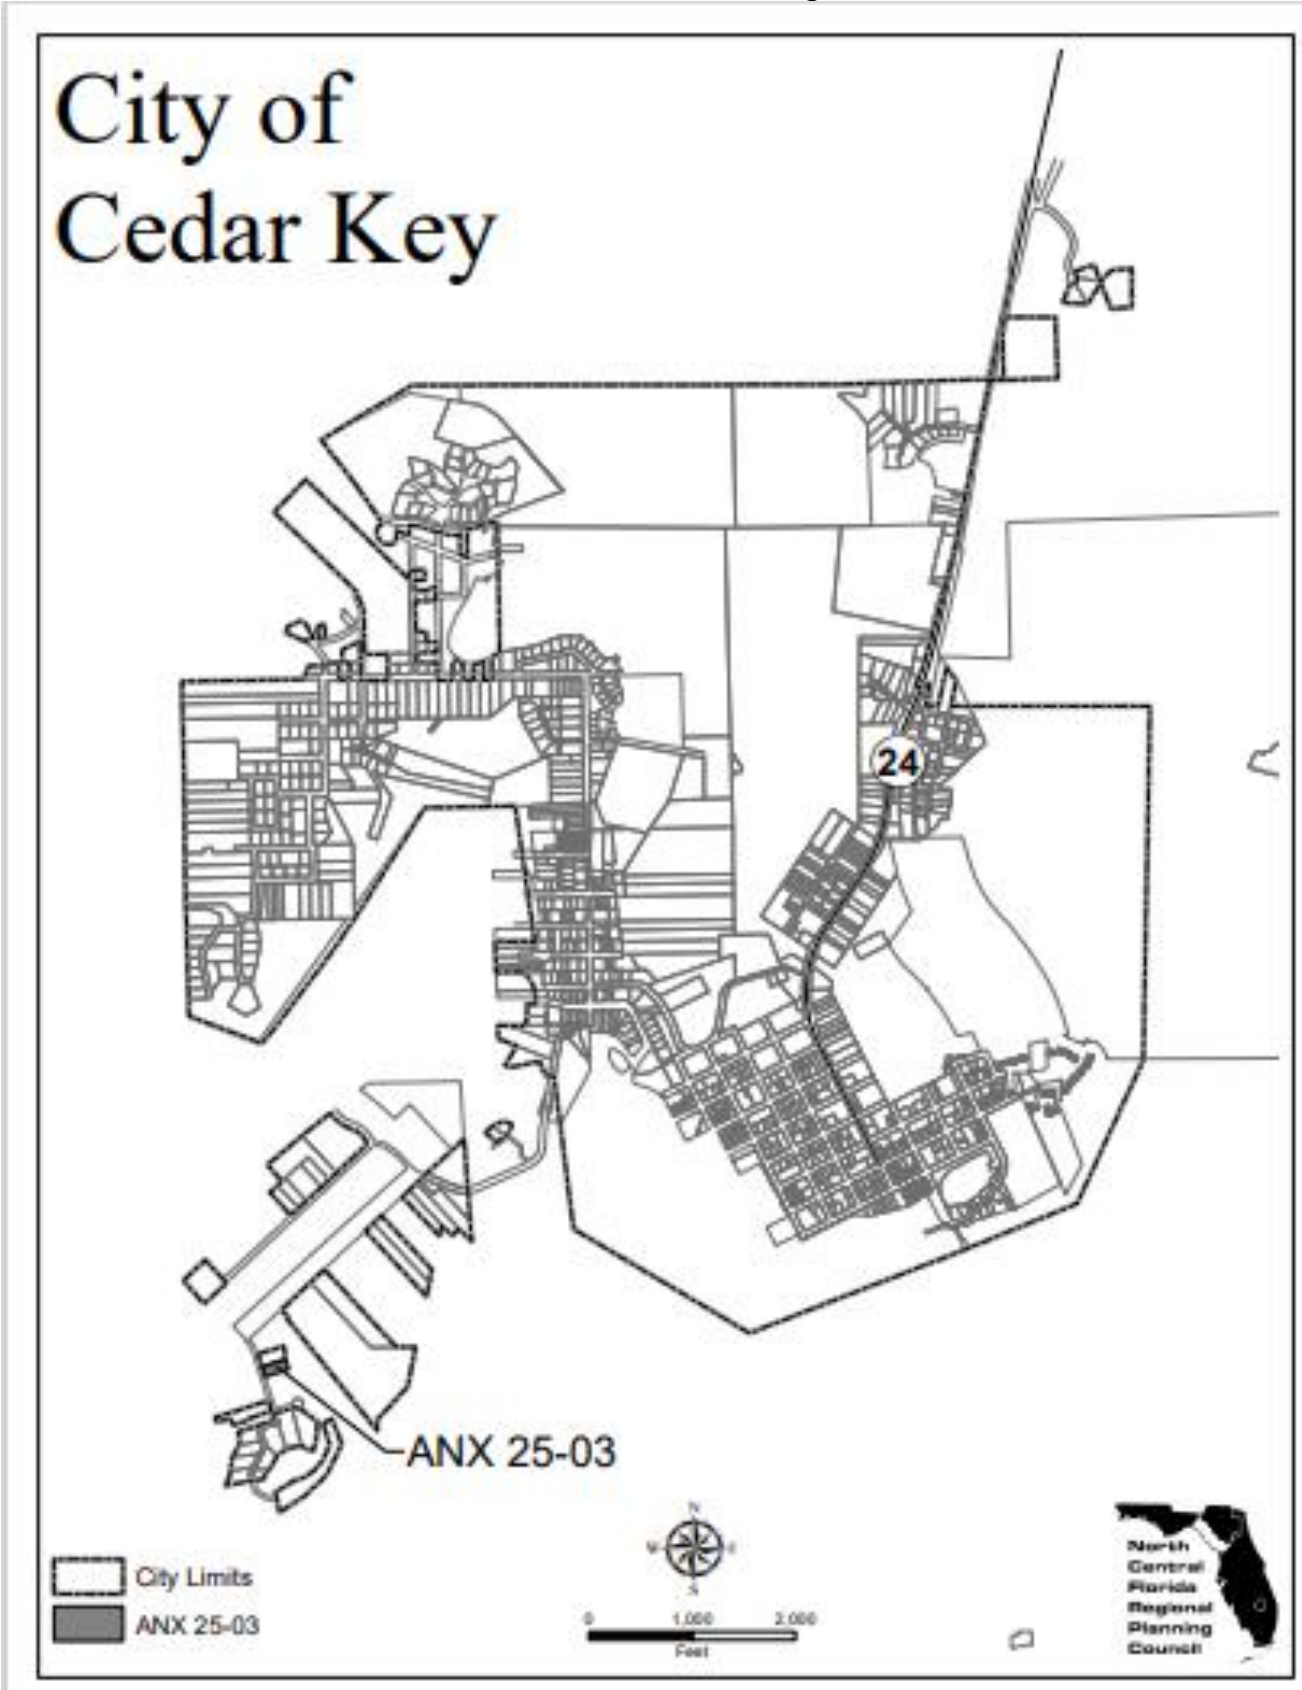 City of
Cedar Key
24
ANX 25-03
N
W
E
S
City Limits
ANX 25-03
0 1,000 2,000
Feet
North
Central
Florida
Regional
Planning
Council